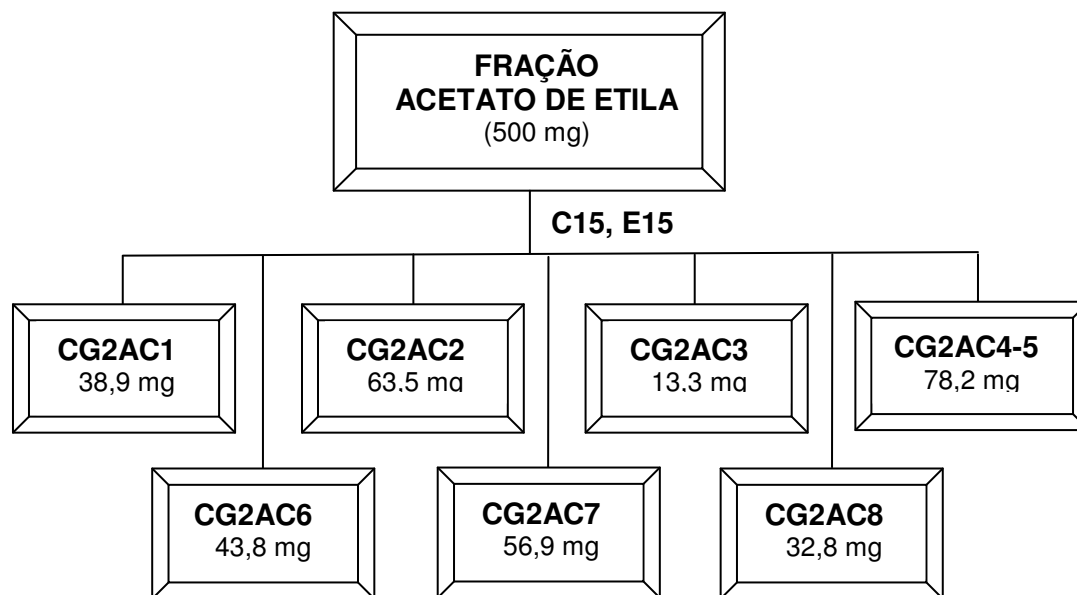 FRAÇÃO
ACETATO DE ETILA
(500 mg)
C15, E15
CG2AC1
38,9 mg
CG2AC2
63,5 mg
CG2AC3
13,3 mg
CG2AC4-5
78,2 mg
CG2AC6
43,8 mg
CG2AC7
56,9 mg
CG2AC8
32,8 mg